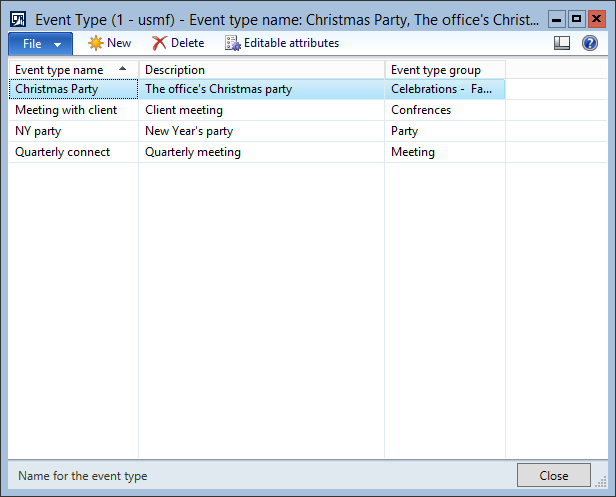 Event Type (1 - usmf) - Event type name: Christmas Party, The office's Christ...
File New Delete Editable attributes
Event type name Description Event type group
Christmas Party The office's Christmas party Celebrations - Fa...
Meeting with client Client meeting Confrences
NY party New Year's party Party
Quarterly connect Quarterly meeting Meeting
Name for the event type Close